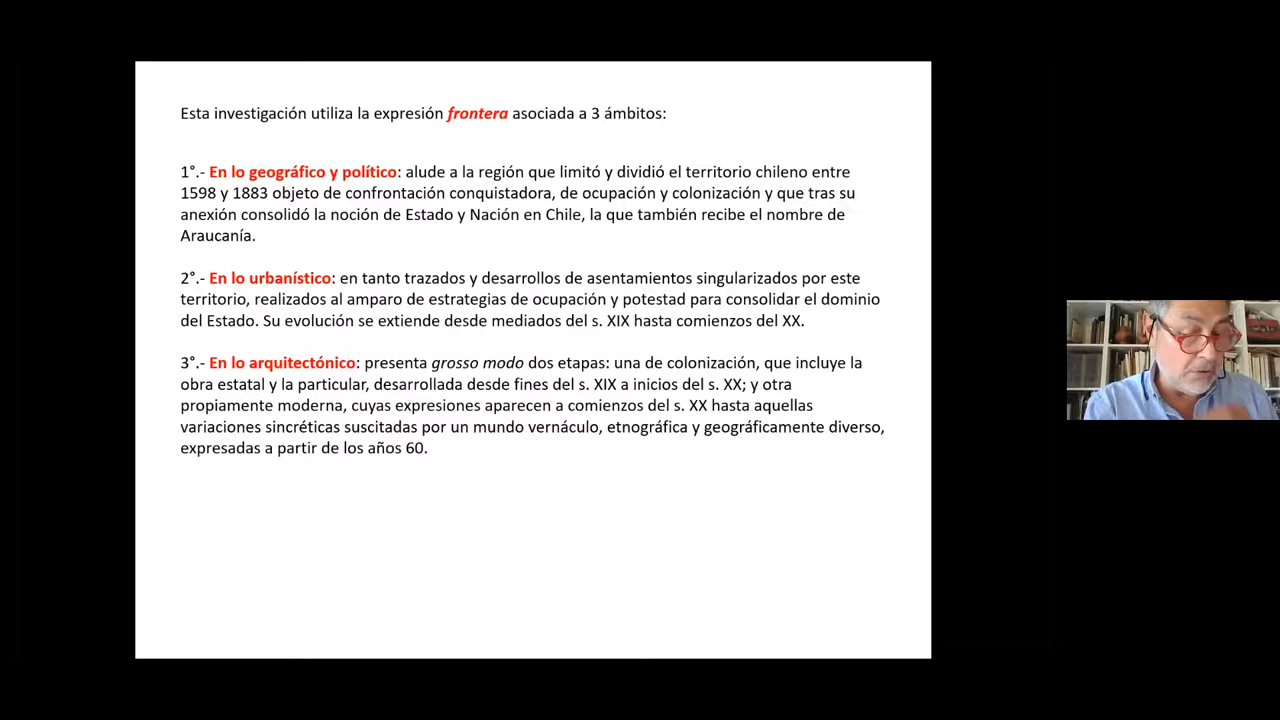 Esta investigación utiliza la expresión frontera asociada a 3 ámbitos:
1°.- En lo geográfico y político: alude a la región que limitó y dividió el territorio chileno entre
1598 y 1883 objeto de confrontación conquistadora, de ocupación y colonización y que tras su
anexión consolidó la noción de Estado y Nación en Chile, la que también recibe el nombre de
Araucanía.
2°.- En lo urbanístico: en tanto trazados y desarrollos de asentamientos singularizados por este
territorio, realizados al amparo de estrategias de ocupación y potestad para consolidar el dominio
del Estado. Su evolución se extiende desde mediados del s. XIX hasta comienzos del XX.
3°.- En lo arquitectónico: presenta grosso modo dos etapas: una de colonización, que incluye la
obra estatal y la particular, desarrollada desde fines del s. XIX a inicios del s. XX; y otra
propiamente moderna, cuyas expresiones aparecen a comienzos del s. XX hasta aquellas
variaciones sincréticas suscitadas por un mundo vernáculo, etnográfica y geográficamente diverso,
expresadas a partir de los años 60.